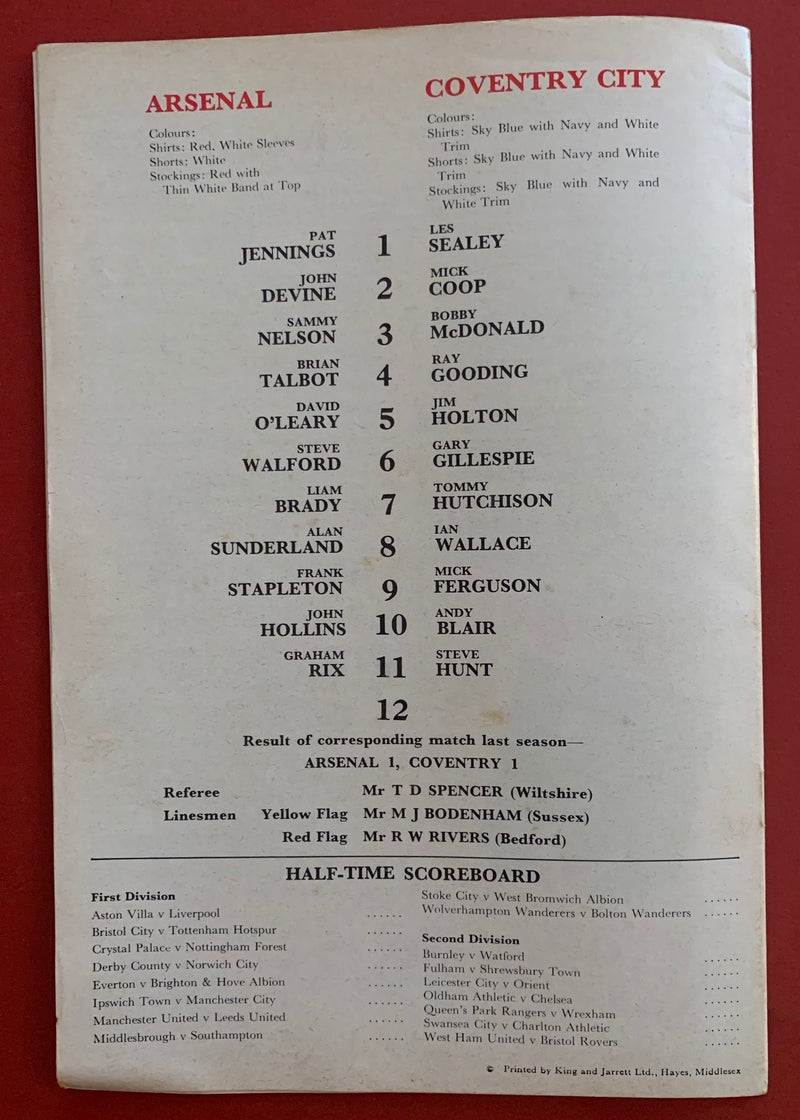 ARSENAL
Colours:
Shirts: Red, White Sleeves
Shorts: White
Stockings: Red with
Thin White Band at Top
COVENTRY CITY
Colours:
Shirts: Sky Blue with Navy and White
Trim
Shorts: Sky Blue with Navy and White
Trim
Stockings: Sky Blue with Navy and
White Trim
PAT LES
JENNINGS 1 SEALEY
JOHN MICK
DEVINE 2 COOP
SAMMY BOBBY
NELSON 3 McDONALD
BRIAN RAY
TALBOT 4 GOODING
DAVID JIM
O'LEARY 5 HOLTON
STEVE GARY
WALFORD 6 GILLESPIE
LIAM TOMMY
BRADY 7 HUTCHISON
ALAN IAN
SUNDERLAND 8 WALLACE
FRANK MICK
STAPLETON 9 FERGUSON
JOHN ANDY
HOLLINS 10 BLAIR
GRAHAM STEVE
RIX 11 HUNT
12
Result of corresponding match last season—
ARSENAL 1, COVENTRY 1
Referee Mr T D SPENCER (Wiltshire)
Linesmen Yellow Flag Mr M J BODENHAM (Sussex)
Red Flag Mr R W RIVERS (Bedford)
HALF-TIME SCOREBOARD
First Division
Aston Villa v Liverpool ......
Bristol City v Tottenham Hotspur ......
Crystal Palace v Nottingham Forest ......
Derby County v Norwich City ......
Everton v Brighton & Hove Albion ......
Ipswich Town v Manchester City ......
Manchester United v Leeds United ......
Middlesbrough v Southampton ......
Stoke City v West Bromwich Albion ......
Wolverhampton Wanderers v Bolton Wanderers ......
Second Division
Burnley v Watford ......
Fulham v Shrewsbury Town ......
Leicester City v Orient ......
Oldham Athletic v Chelsea ......
Queen's Park Rangers v Wrexham ......
Swansea City v Charlton Athletic ......
West Ham United v Bristol Rovers ......
© Printed by King and Jarrett Ltd., Hayes, Middlesex